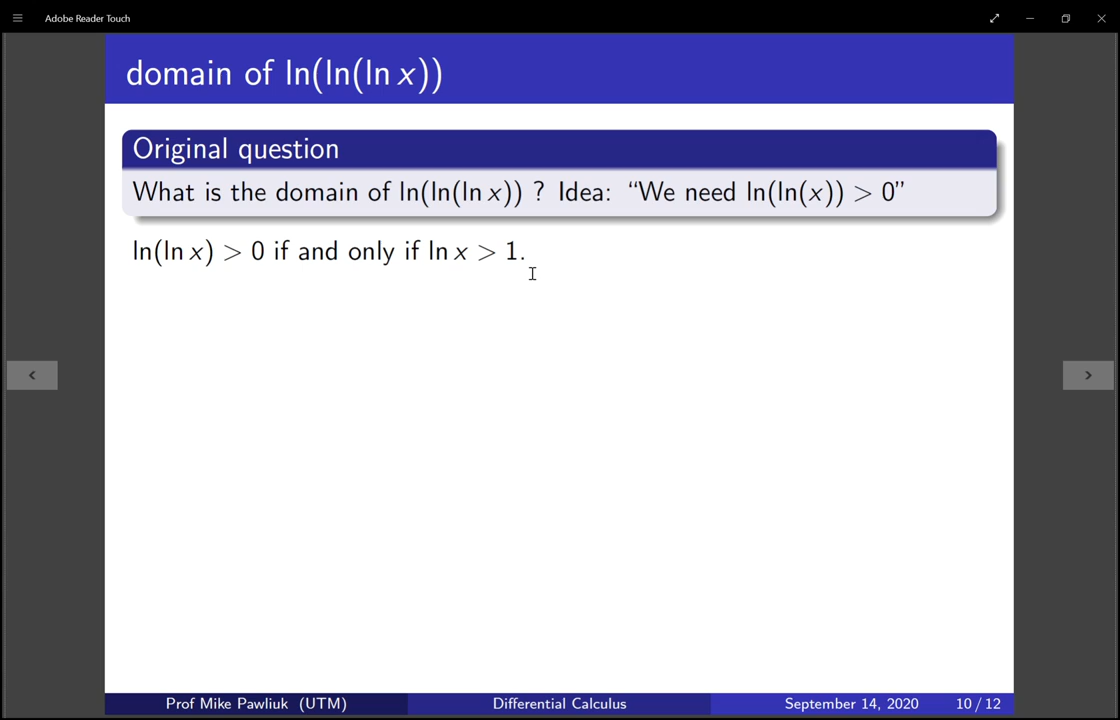 Adobe Reader Touch
domain of ln(ln(ln x))
Original question
What is the domain of ln(ln(ln x)) ? Idea: “We need ln(ln(x)) > 0”
ln(ln x) > 0 if and only if ln x > 1.
Prof Mike Pawliuk (UTM) Differential Calculus September 14, 2020 10 / 12